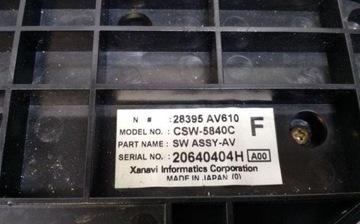 N # : 28395 AV610
MODEL NO. : CSW-5840C F
PART NAME : SW ASSY-AV
SERIAL NO. : 20640404H A00
Xanavi Informatics Corporation
MADE IN JAPAN (0)